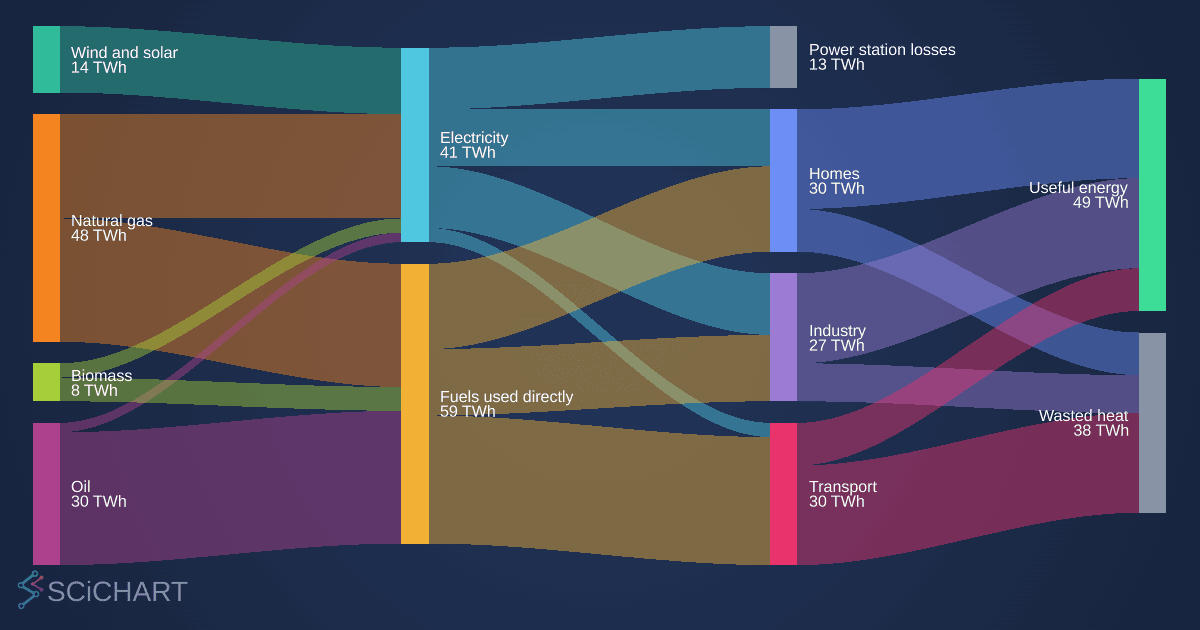 Wind and solar
14 TWh
Natural gas
48 TWh
Biomass
8 TWh
Oil
30 TWh
Electricity
41 TWh
Fuels used directly
59 TWh
Power station losses
13 TWh
Homes
30 TWh
Industry
27 TWh
Transport
30 TWh
Useful energy
49 TWh
Wasted heat
38 TWh
SCiCHART